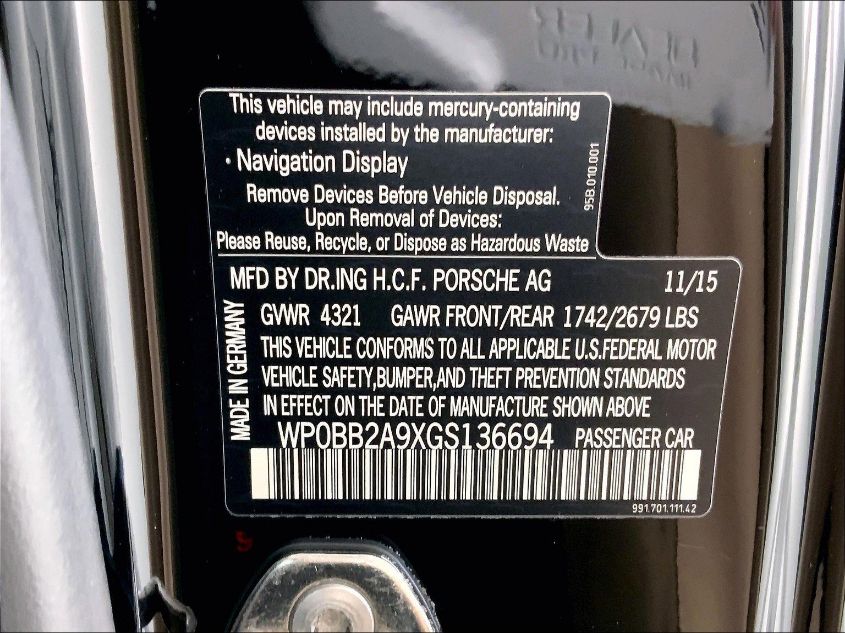 This vehicle may include mercury-containing
devices installed by the manufacturer:
· Navigation Display
Remove Devices Before Vehicle Disposal.
Upon Removal of Devices:
Please Reuse, Recycle, or Dispose as Hazardous Waste
95B.010.001
MFD BY DR.ING H.C.F. PORSCHE AG 11/15
GVWR 4321 GAWR FRONT/REAR 1742/2679 LBS
THIS VEHICLE CONFORMS TO ALL APPLICABLE U.S.FEDERAL MOTOR
VEHICLE SAFETY,BUMPER,AND THEFT PREVENTION STANDARDS
IN EFFECT ON THE DATE OF MANUFACTURE SHOWN ABOVE
MADE IN GERMANY
WP0BB2A9XGS136694 PASSENGER CAR
991.701.111.42